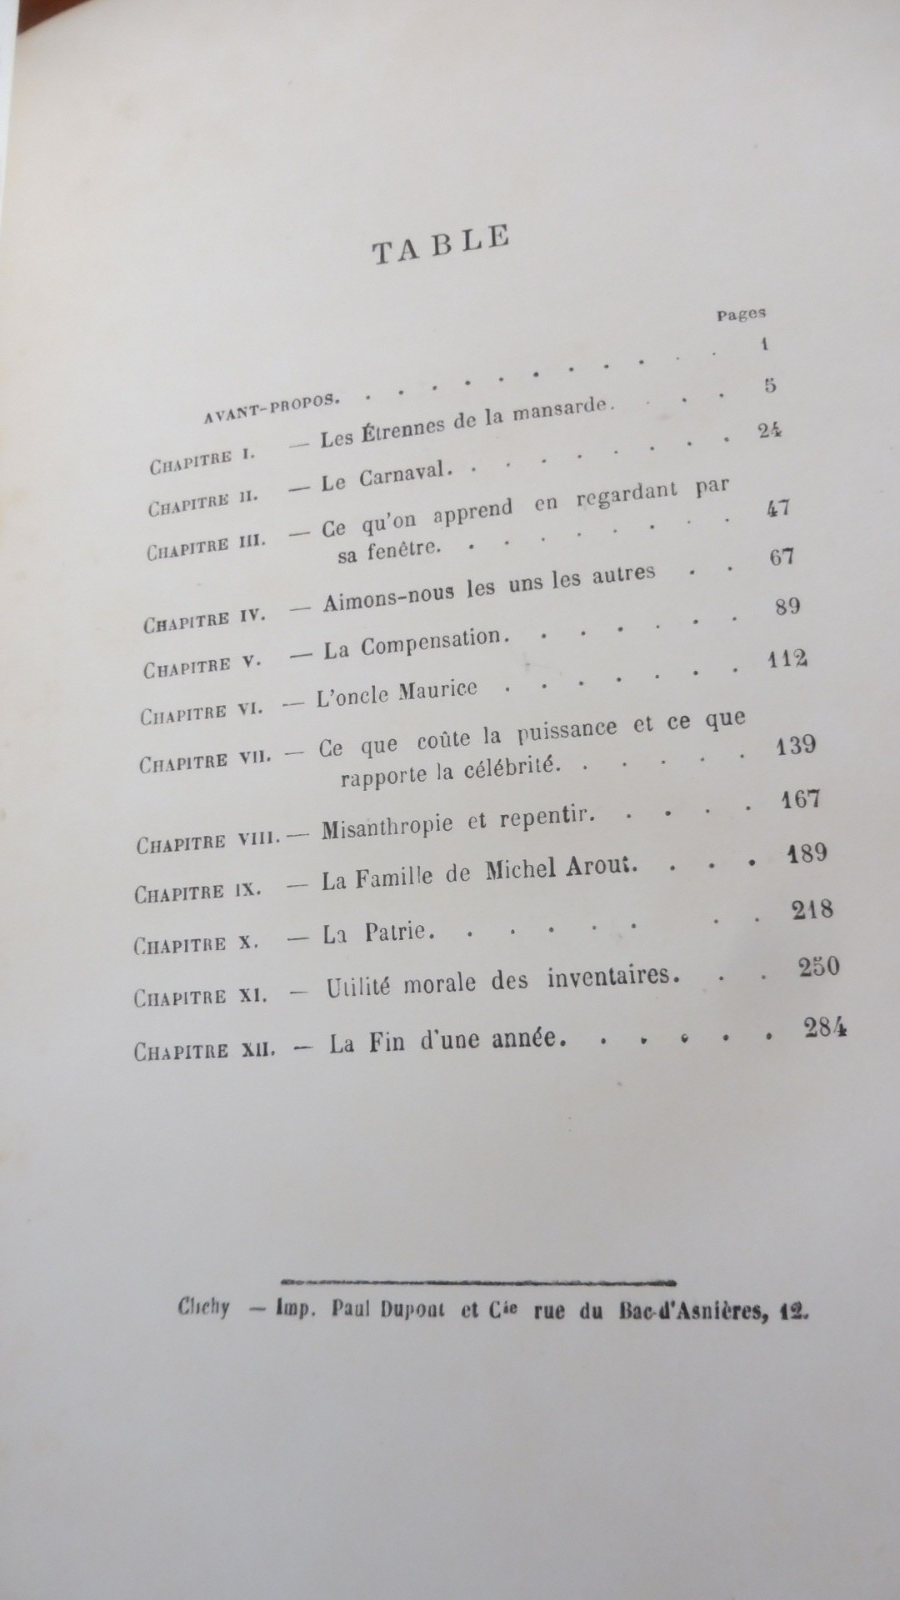 TABLE
Pages
AVANT-PROPOS. . . . . . . . . . . . 1
CHAPITRE I. — Les Étrennes de la mansarde. . . . 5
CHAPITRE II. — Le Carnaval. . . . . . . . . 24
CHAPITRE III. — Ce qu'on apprend en regardant par
sa fenêtre. . . . . . . . . 47
CHAPITRE IV. — Aimons-nous les uns les autres . . 67
CHAPITRE V. — La Compensation. . . . . . . 89
CHAPITRE VI. — L'oncle Maurice . . . . . . . 112
CHAPITRE VII. — Ce que coûte la puissance et ce que
rapporte la célébrité. . . . . . 139
CHAPITRE VIII. — Misanthropie et repentir. . . . . 167
CHAPITRE IX. — La Famille de Michel Arout. . . . 189
CHAPITRE X. — La Patrie. . . . . . . . 218
CHAPITRE XI. — Utilité morale des inventaires. . . 250
CHAPITRE XII. — La Fin d'une année. . . . . . 284
Clichy — Imp. Paul Dupont et Cie rue du Bac-d'Asnières, 12.